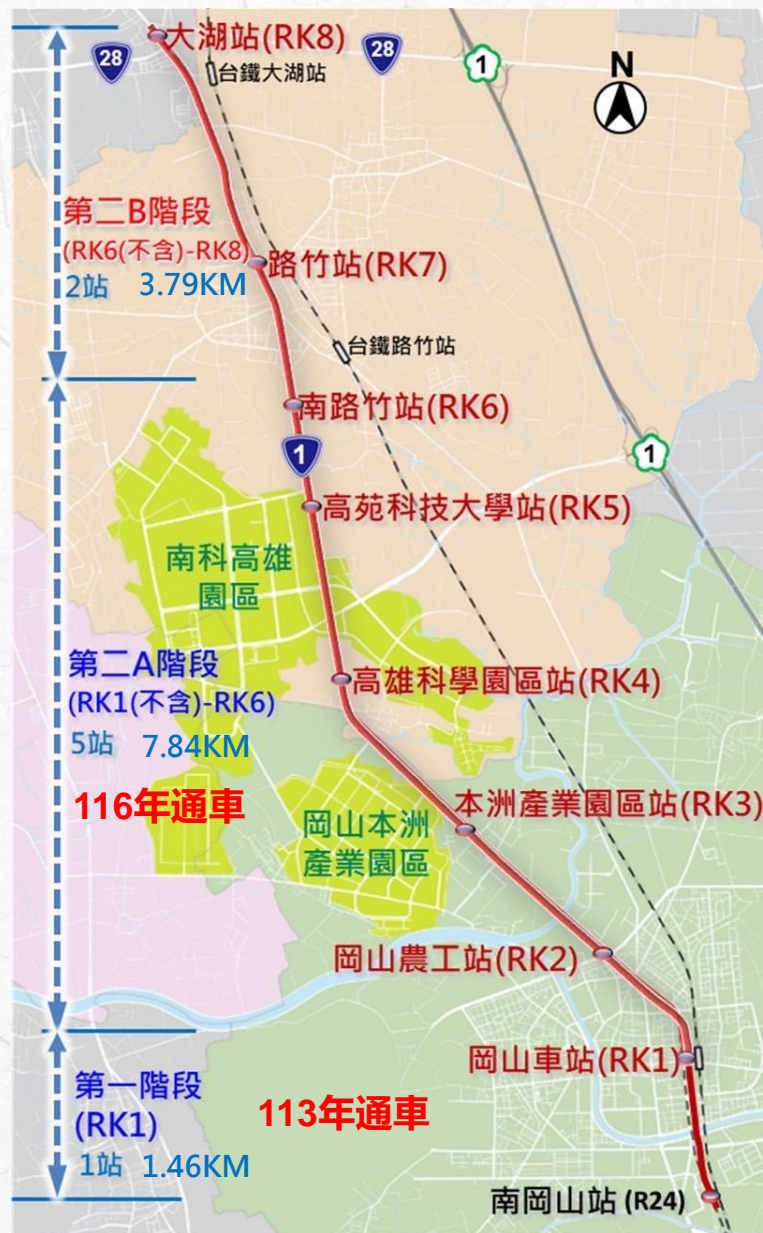 大湖站(RK8)
28
台鐵大湖站
28
1
N
第二B階段
(RK6(不含)-RK8)
2站 3.79KM
路竹站(RK7)
台鐵路竹站
南路竹站(RK6)
1
1
高苑科技大學站(RK5)
南科高雄
園區
第二A階段
(RK1(不含)-RK6)
5站 7.84KM
116年通車
高雄科學園區站(RK4)
本洲產業園區站(RK3)
岡山本洲
產業園區
岡山農工站(RK2)
岡山車站(RK1)
第一階段
(RK1)
1站 1.46KM
113年通車
南岡山站(R24)